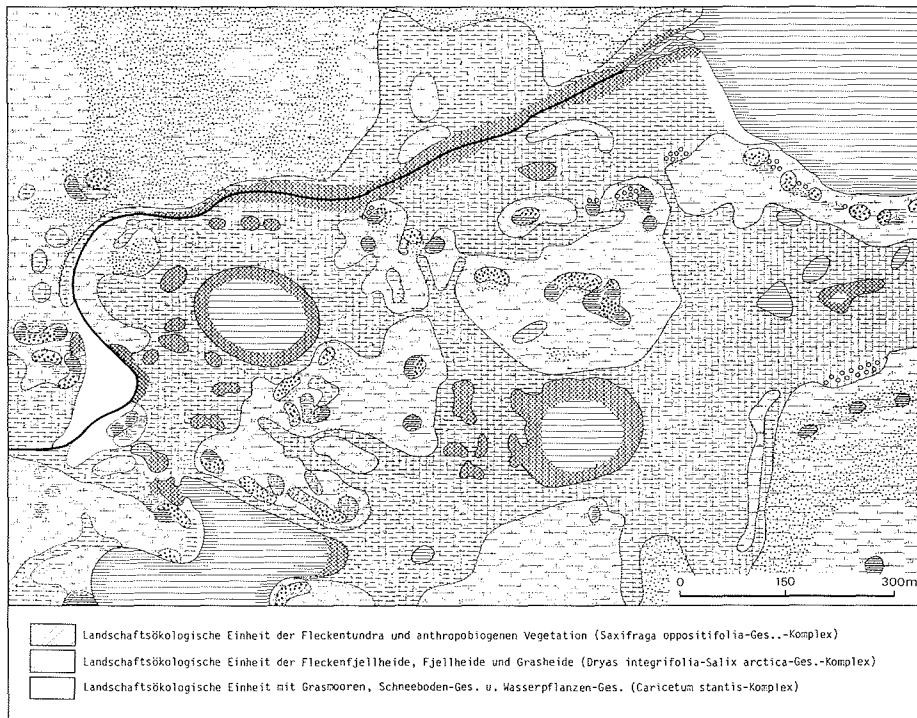 0 150 300m
Landschaftsökologische Einheit der Fleckentundra und anthropobiogenen Vegetation (Saxifraga oppositifolia-Ges..-Komplex)
Landschaftsökologische Einheit der Fleckenfjellheide, Fjellheide und Grasheide (Dryas integrifolia-Salix arctica-Ges.-Komplex)
Landschaftsökologische Einheit mit Grasmooren, Schneeboden-Ges. u. Wasserpflanzen-Ges. (Caricetum stantis-Komplex)